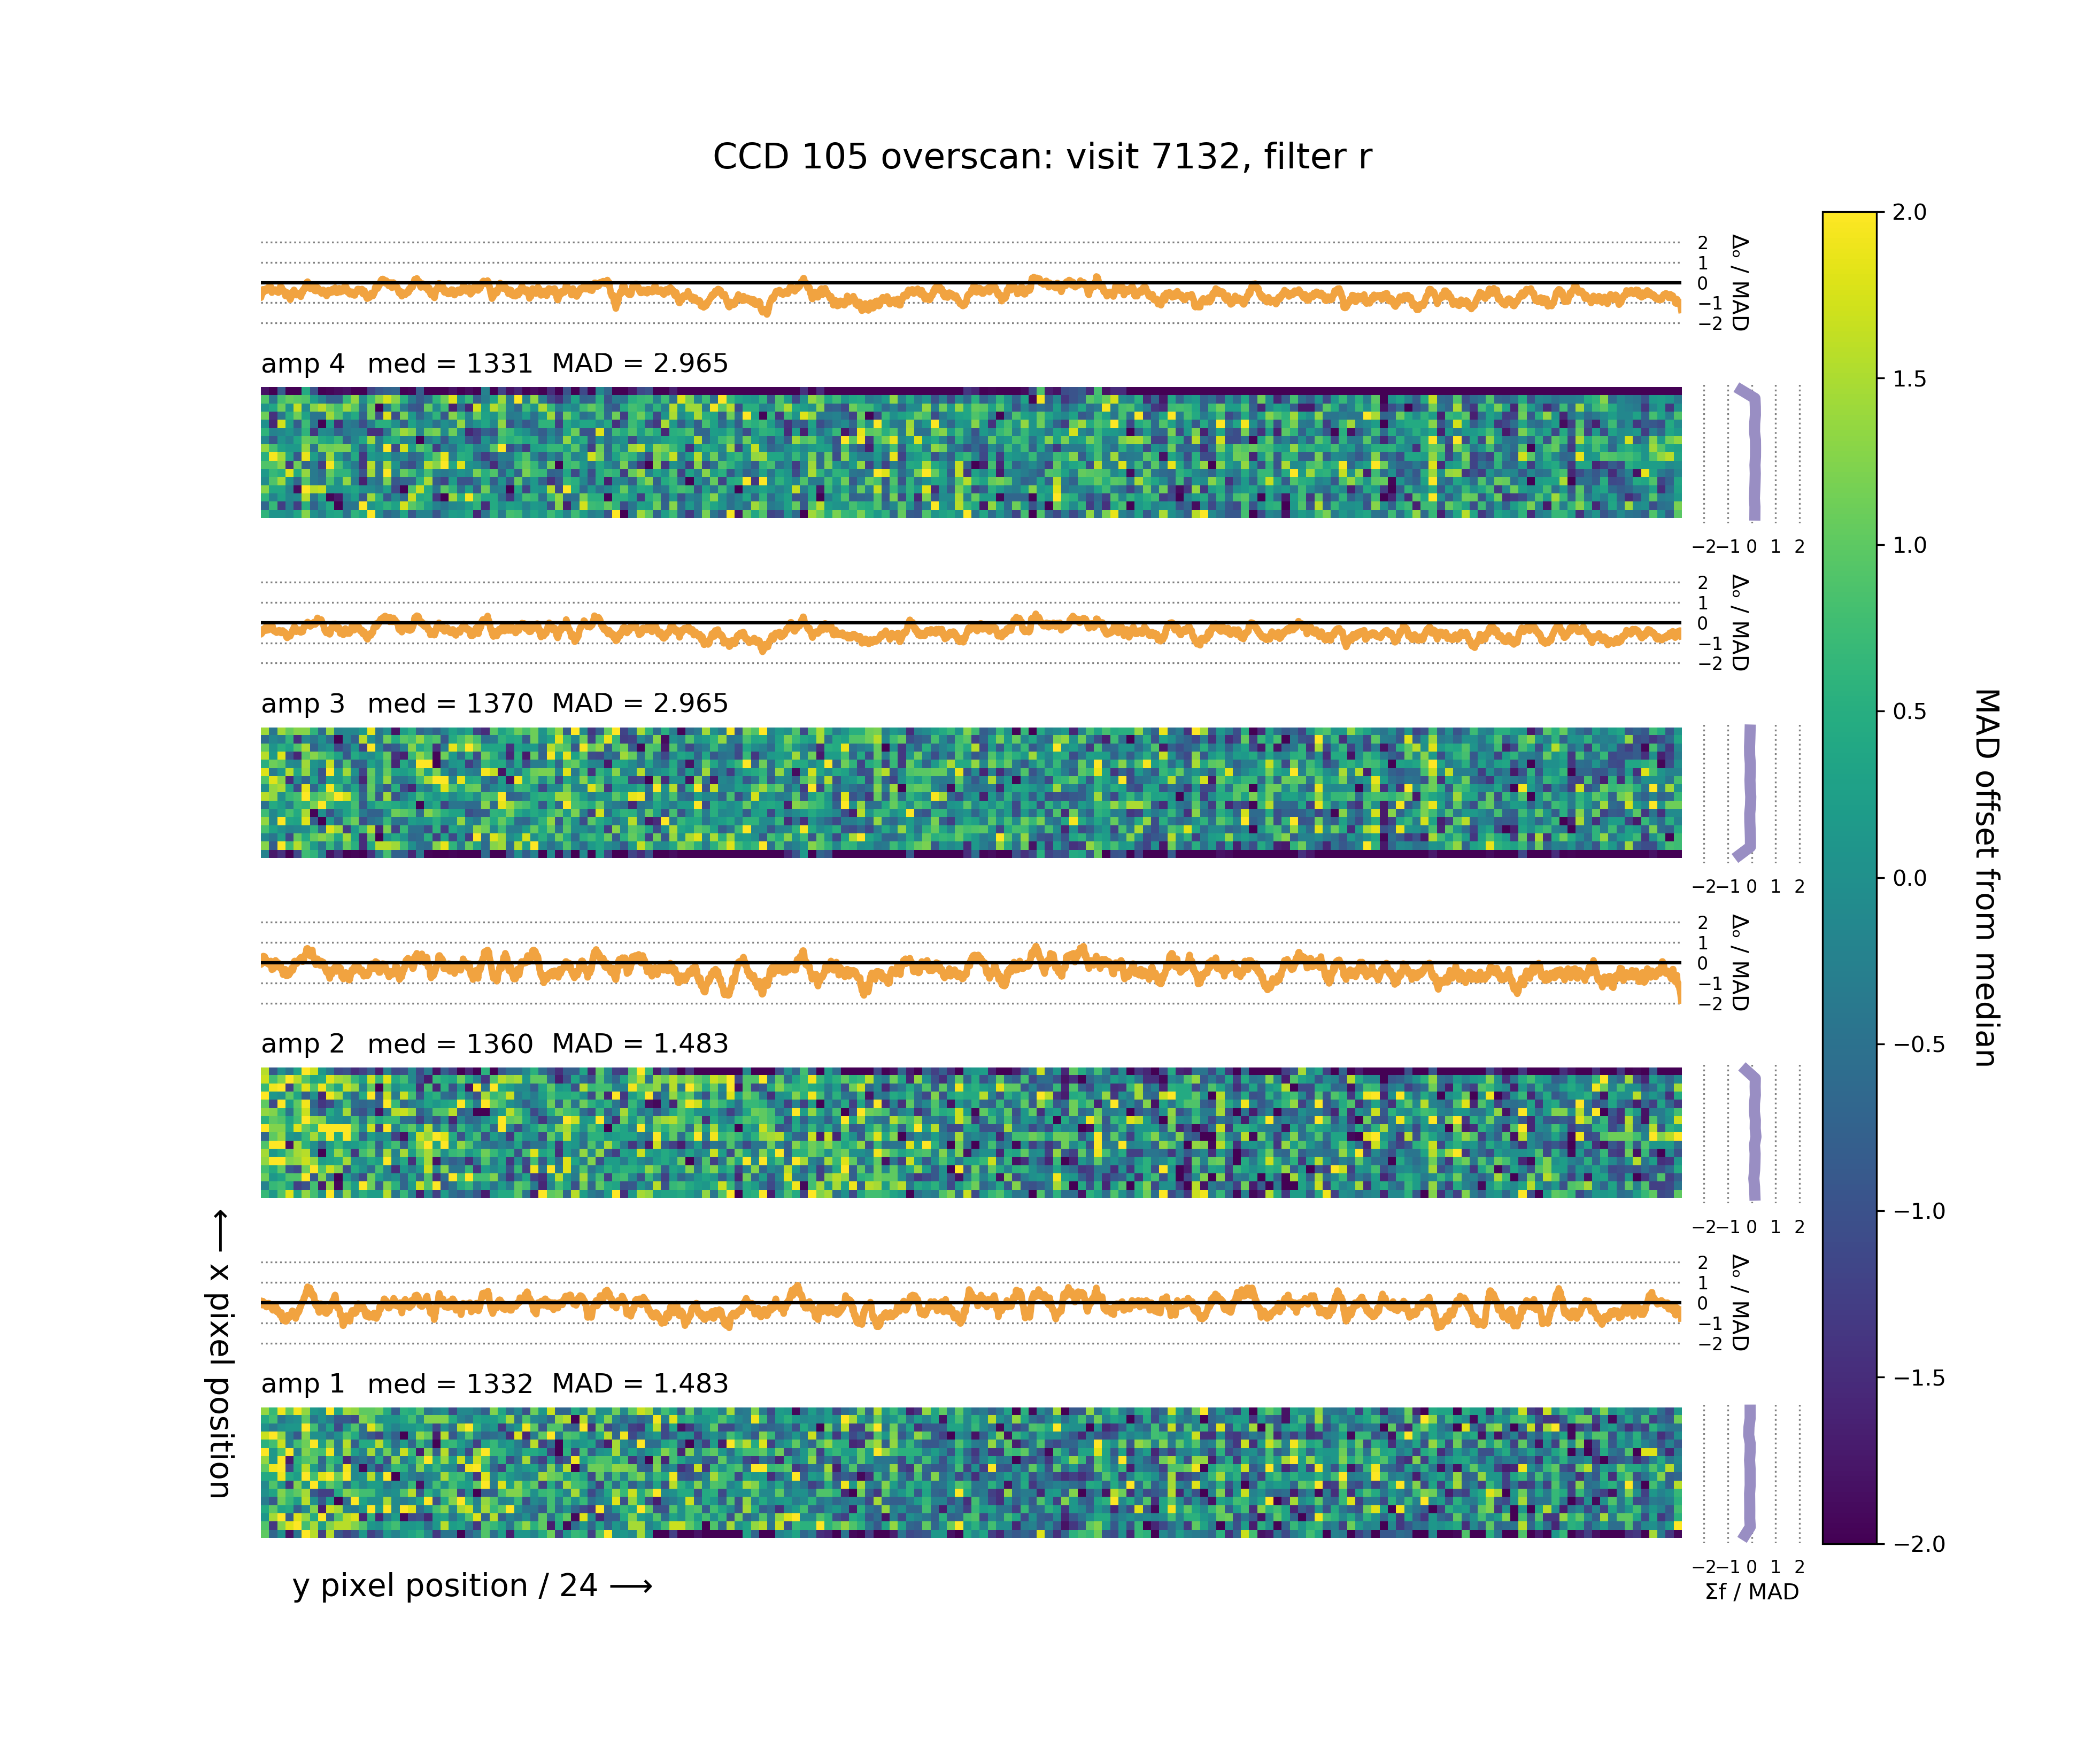 CCD 105 overscan: visit 7132, filter r
2
1
0
−1
−2
Δₒ / MAD
amp 4 med = 1331 MAD = 2.965
−2 −1 0 1 2
2
1
0
−1
−2
Δₒ / MAD
amp 3 med = 1370 MAD = 2.965
−2 −1 0 1 2
2
1
0
−1
−2
Δₒ / MAD
amp 2 med = 1360 MAD = 1.483
−2 −1 0 1 2
2
1
0
−1
−2
Δₒ / MAD
amp 1 med = 1332 MAD = 1.483
−2 −1 0 1 2
Σf / MAD
y pixel position / 24 ⟶
⟵ x pixel position
2.0
1.5
1.0
0.5
0.0
−0.5
−1.0
−1.5
−2.0
MAD offset from median